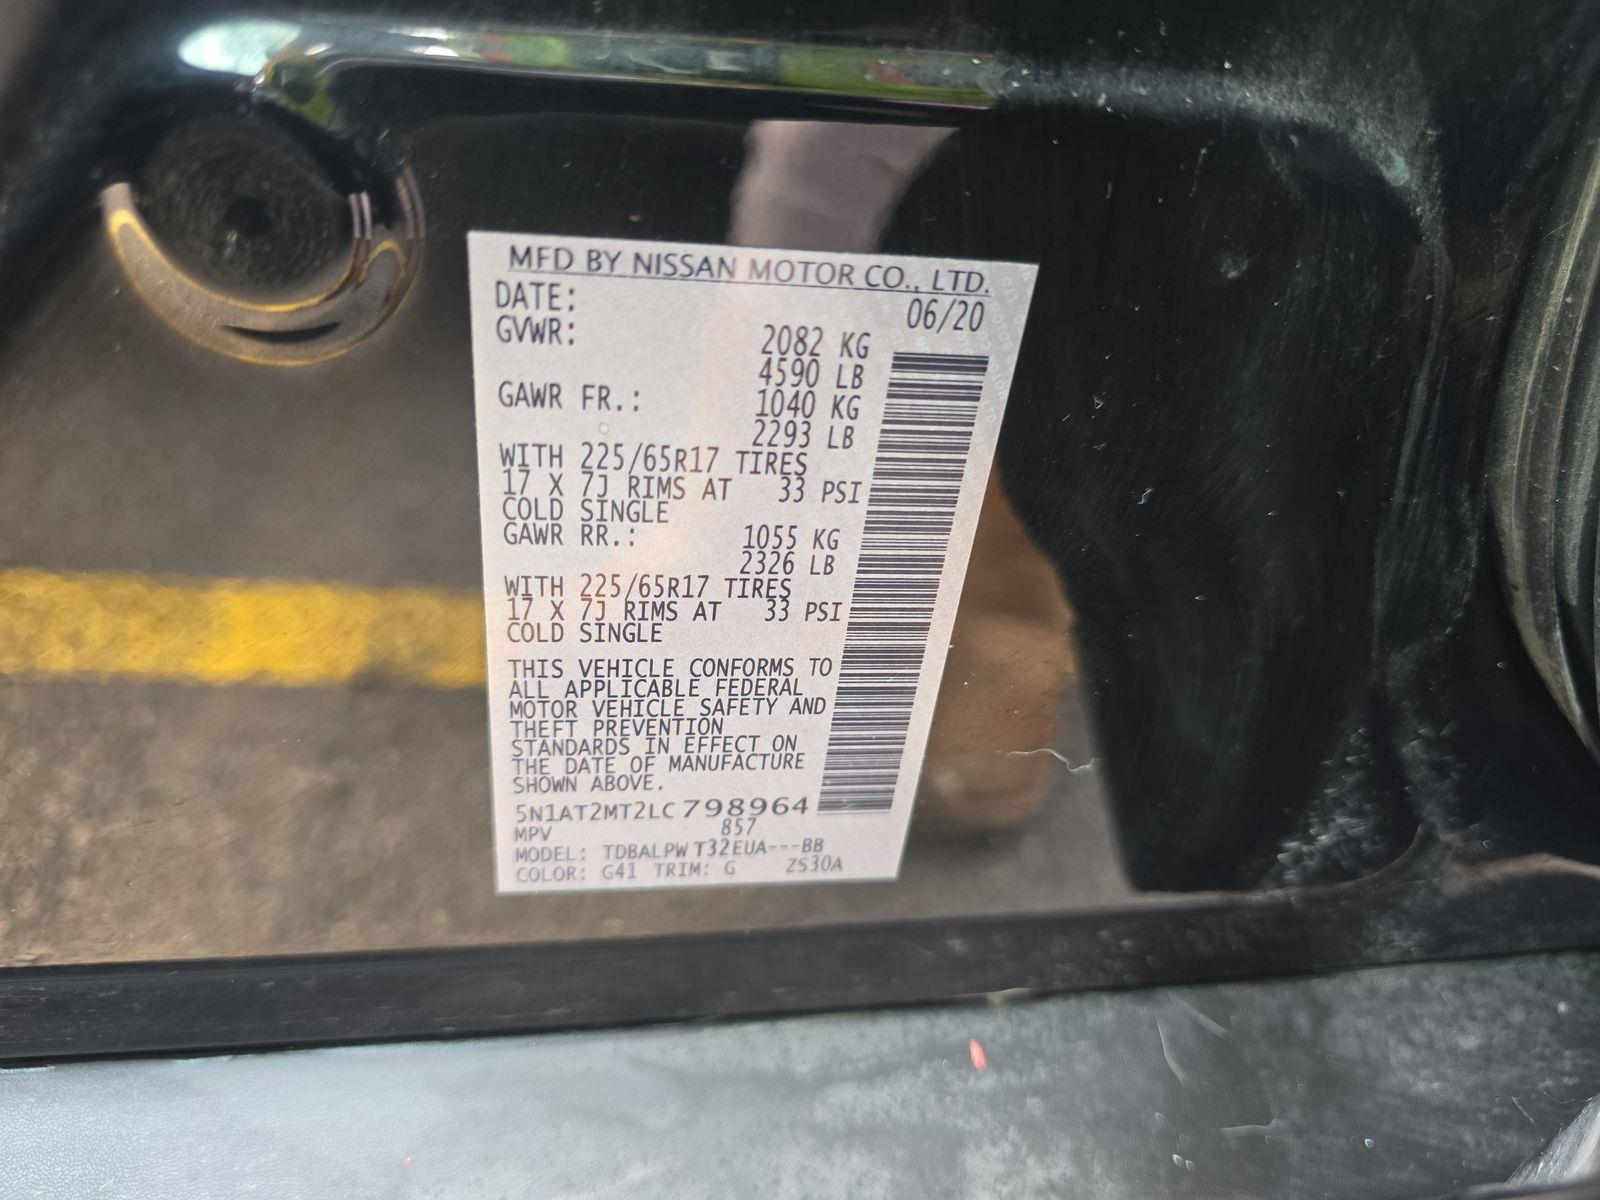 MFD BY NISSAN MOTOR CO., LTD.
DATE: 06/20
GVWR: 2082 KG
4590 LB
GAWR FR.: 1040 KG
2293 LB
WITH 225/65R17 TIRES
17 X 7J RIMS AT 33 PSI
COLD SINGLE
GAWR RR.: 1055 KG
2326 LB
WITH 225/65R17 TIRES
17 X 7J RIMS AT 33 PSI
COLD SINGLE
THIS VEHICLE CONFORMS TO
ALL APPLICABLE FEDERAL
MOTOR VEHICLE SAFETY AND
THEFT PREVENTION
STANDARDS IN EFFECT ON
THE DATE OF MANUFACTURE
SHOWN ABOVE.
5N1AT2MT2LC798964
MPV 857
MODEL: TDBALPW T32EUA---BB
COLOR: G41 TRIM: G ZS30A